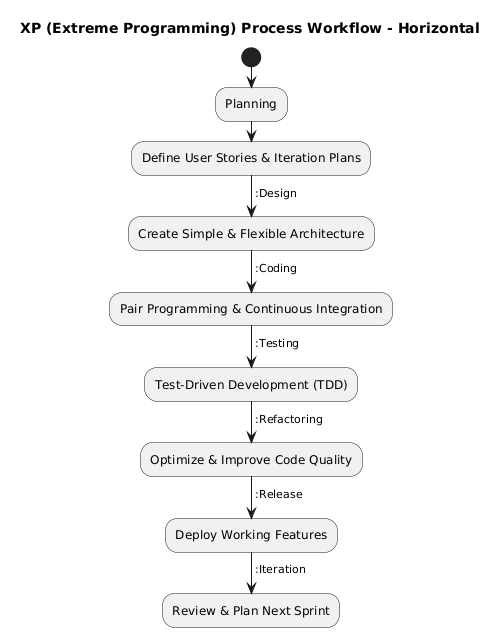 XP (Extreme Programming) Process Workflow - Horizontal
Planning
Define User Stories & Iteration Plans
:Design
Create Simple & Flexible Architecture
:Coding
Pair Programming & Continuous Integration
:Testing
Test-Driven Development (TDD)
:Refactoring
Optimize & Improve Code Quality
:Release
Deploy Working Features
:Iteration
Review & Plan Next Sprint